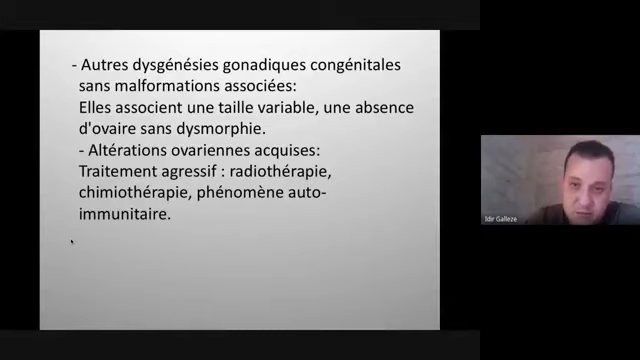 - Autres dysgénésies gonadiques congénitales
sans malformations associées:
Elles associent une taille variable, une absence
d'ovaire sans dysmorphie.
- Altérations ovariennes acquises:
Traitement agressif : radiothérapie,
chimiothérapie, phénomène auto-
immunitaire.
Idir Galleze